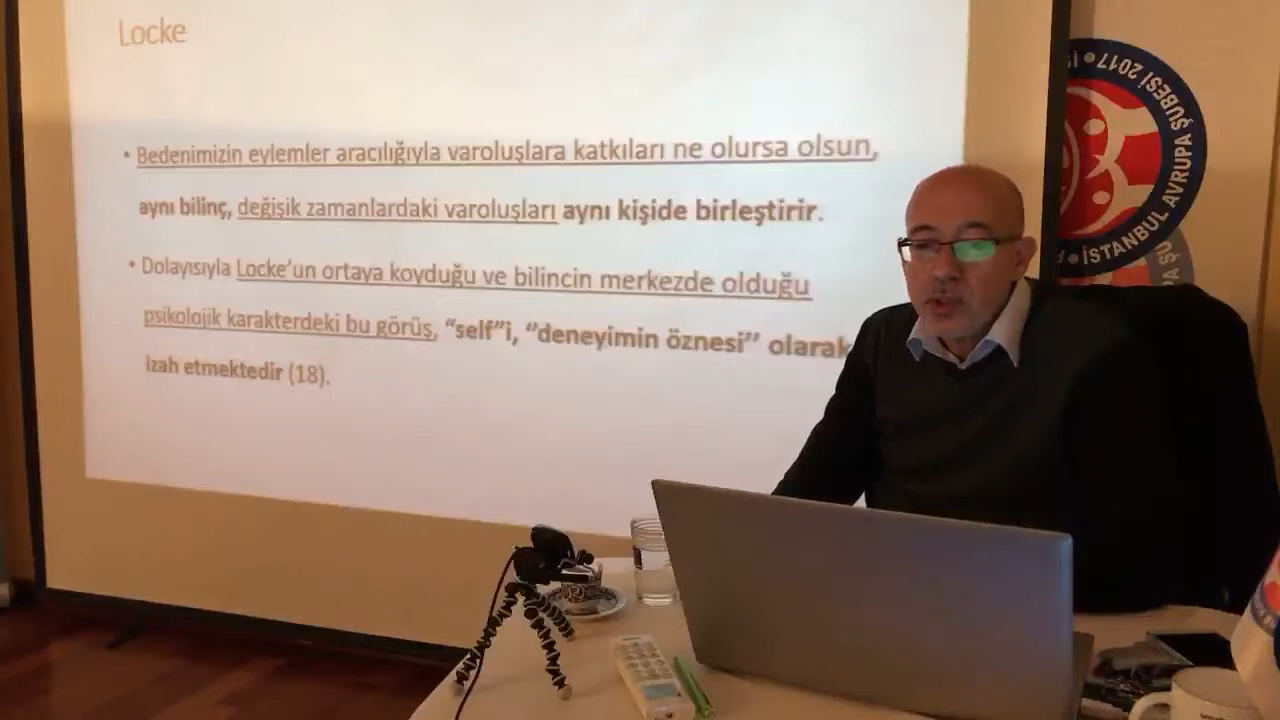 Locke
• Bedenimizin eylemler aracılığıyla varoluşlara katkıları ne olursa olsun,
aynı bilinç, değişik zamanlardaki varoluşları aynı kişide birleştirir.
• Dolayısıyla Locke'un ortaya koyduğu ve bilincin merkezde olduğu
psikolojik karakterdeki bu görüş, "self"i, "deneyimin öznesi" olarak
izah etmektedir (18).
• İSTANBUL AVRUPA ŞUBESİ 2017 •